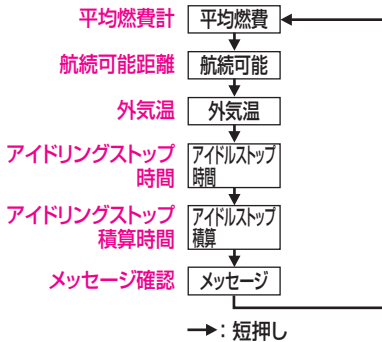 平均燃費計 平均燃費
航続可能距離 航続可能
外気温 外気温
アイドリングストップ
時間
アイドルストップ
時間
アイドリングストップ
積算時間
アイドルストップ
積算
メッセージ確認 メッセージ
→：短押し